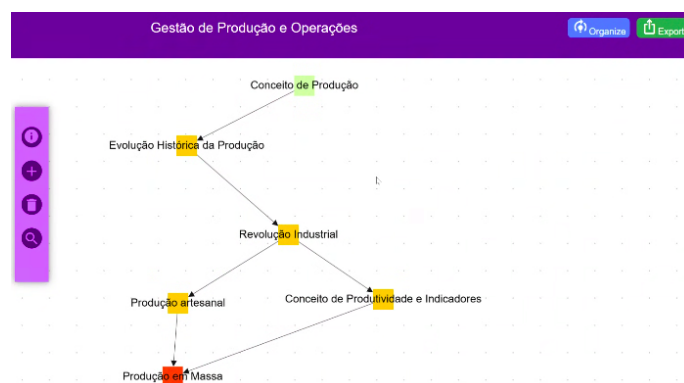 Gestão de Produção e Operações
Organize
Export
Conceito de Produção
Evolução Histórica da Produção
Revolução Industrial
Produção artesanal
Conceito de Produtividade e Indicadores
Produção em Massa